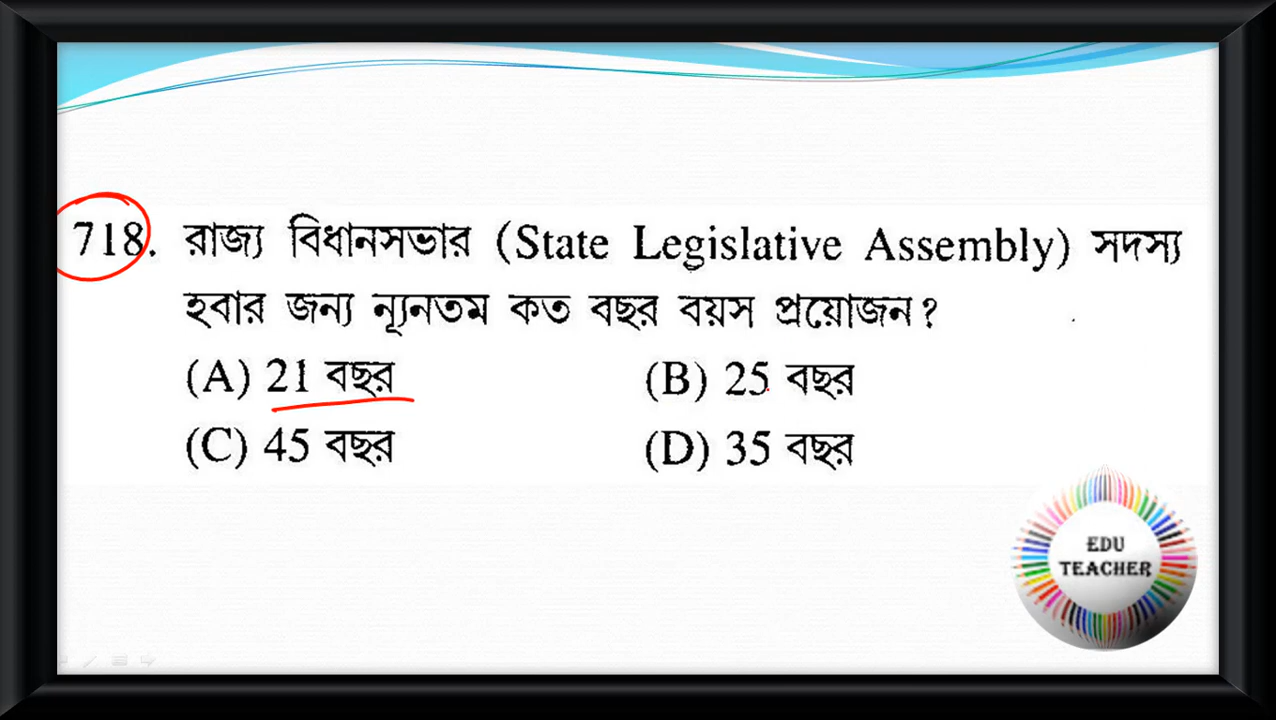 718. রাজ্য বিধানসভার (State Legislative Assembly) সদস্য
হবার জন্য ন্যূনতম কত বছর বয়স প্রয়োজন?
(A) 21 বছর (B) 25 বছর
(C) 45 বছর (D) 35 বছর
EDU
TEACHER